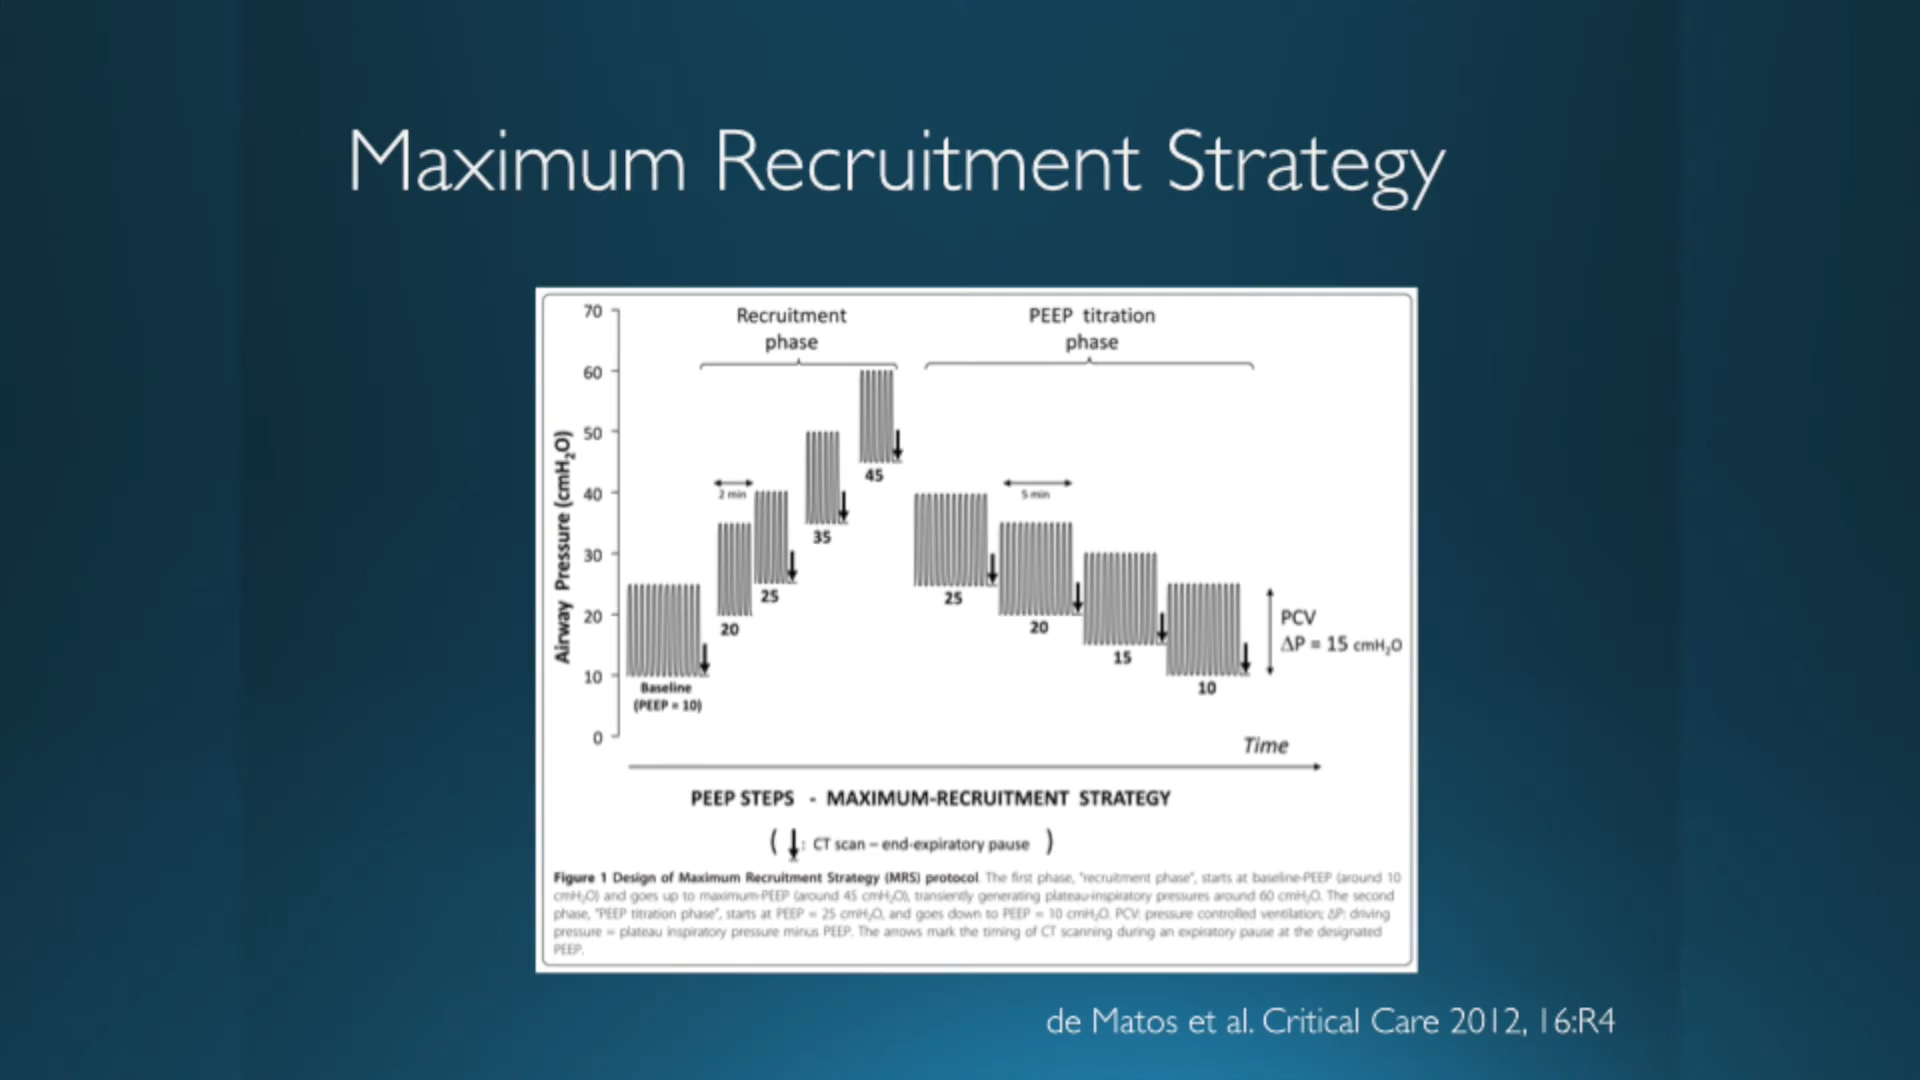 Maximum Recruitment Strategy
70
60
50
40
30
20
10
0
Airway Pressure (cmH₂O)
Recruitment
phase
PEEP titration
phase
Baseline
(PEEP = 10)
2 min
20
25
35
45
5 min
25
20
15
10
PCV
ΔP = 15 cmH₂O
Time
PEEP STEPS - MAXIMUM-RECRUITMENT STRATEGY
( : CT scan – end-expiratory pause )
Figure 1 Design of Maximum Recruitment Strategy (MRS) protocol. The first phase, "recruitment phase", starts at baseline-PEEP (around 10
cmH₂O) and goes up to maximum-PEEP (around 45 cmH₂O), transiently generating plateau-inspiratory pressures around 60 cmH₂O. The second
phase, "PEEP titration phase", starts at PEEP = 25 cmH₂O, and goes down to PEEP = 10 cmH₂O. PCV: pressure controlled ventilation; ΔP: driving
pressure = plateau inspiratory pressure minus PEEP. The arrows mark the timing of CT scanning during an expiratory pause at the designated
PEEP.
de Matos et al. Critical Care 2012, 16:R4